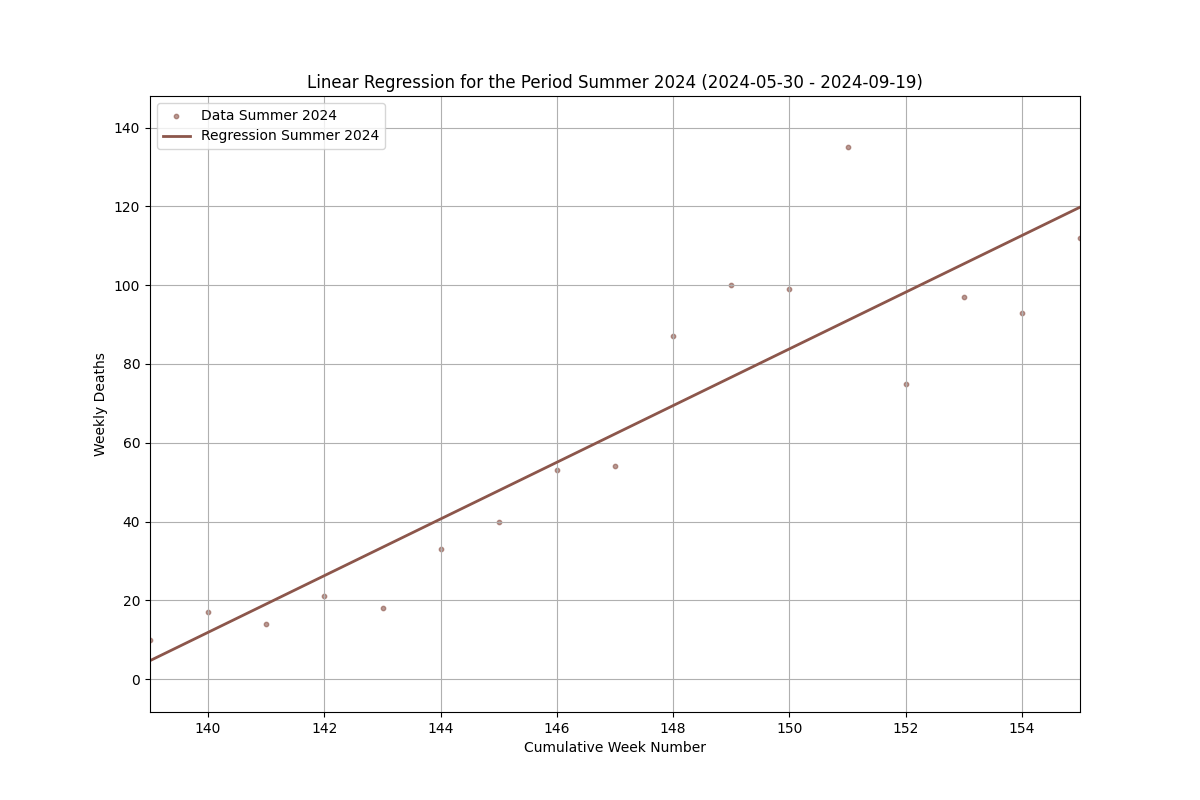 Linear Regression for the Period Summer 2024 (2024-05-30 - 2024-09-19)
Data Summer 2024
Regression Summer 2024
140
120
100
80
60
40
20
0
Weekly Deaths
140 142 144 146 148 150 152 154
Cumulative Week Number